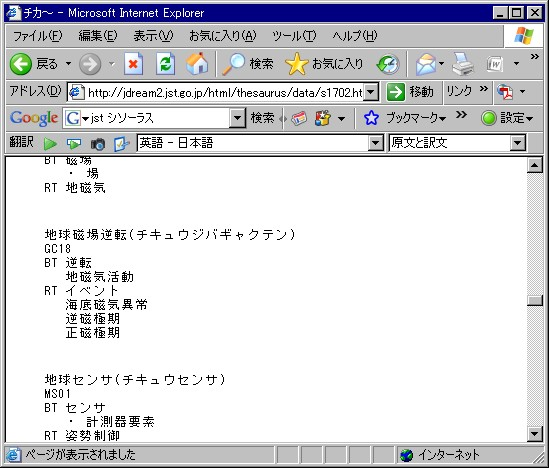 チカ～ - Microsoft Internet Explorer
ファイル(F) 編集(E) 表示(V) お気に入り(A) ツール(T) ヘルプ(H)
戻る 検索 お気に入り
アドレス(D) http://jdream2.jst.go.jp/html/thesaurus/data/s1702.ht 移動 リンク
Google G jst シソーラス 検索 ブックマーク 設定
翻訳 英語 - 日本語 原文と訳文
BT 磁場
・ 場
RT 地磁気
地球磁場逆転(チキュウジバギャクテン)
GC18
BT 逆転
地磁気活動
RT イベント
海底磁気異常
逆磁極期
正磁極期
地球センサ(チキュウセンサ)
MS01
BT センサ
・ 計測器要素
RT 姿勢制御
ページが表示されました インターネット